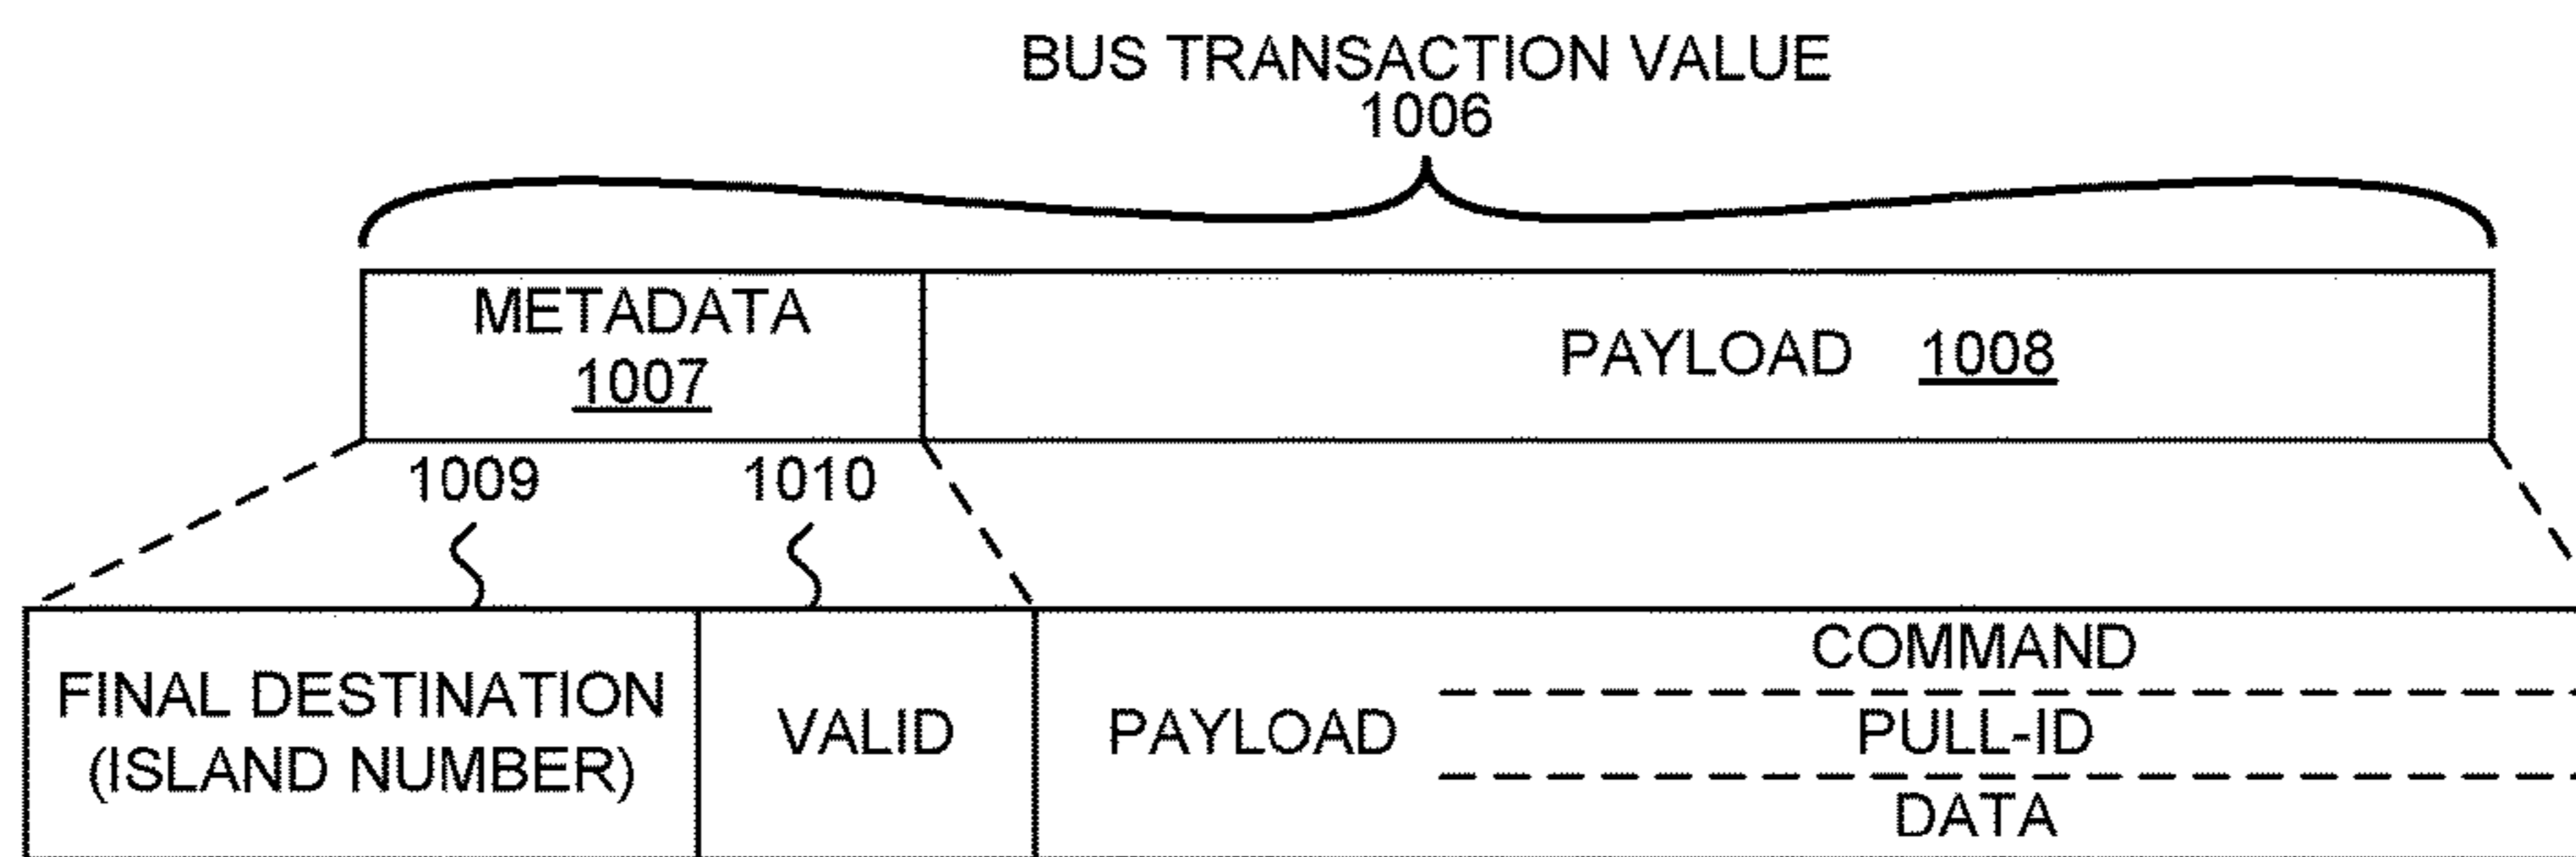 BUS TRANSACTION VALUE
1006
METADATA
1007
PAYLOAD 1008
1009 1010
FINAL DESTINATION
(ISLAND NUMBER)
VALID
PAYLOAD
COMMAND
PULL-ID
DATA